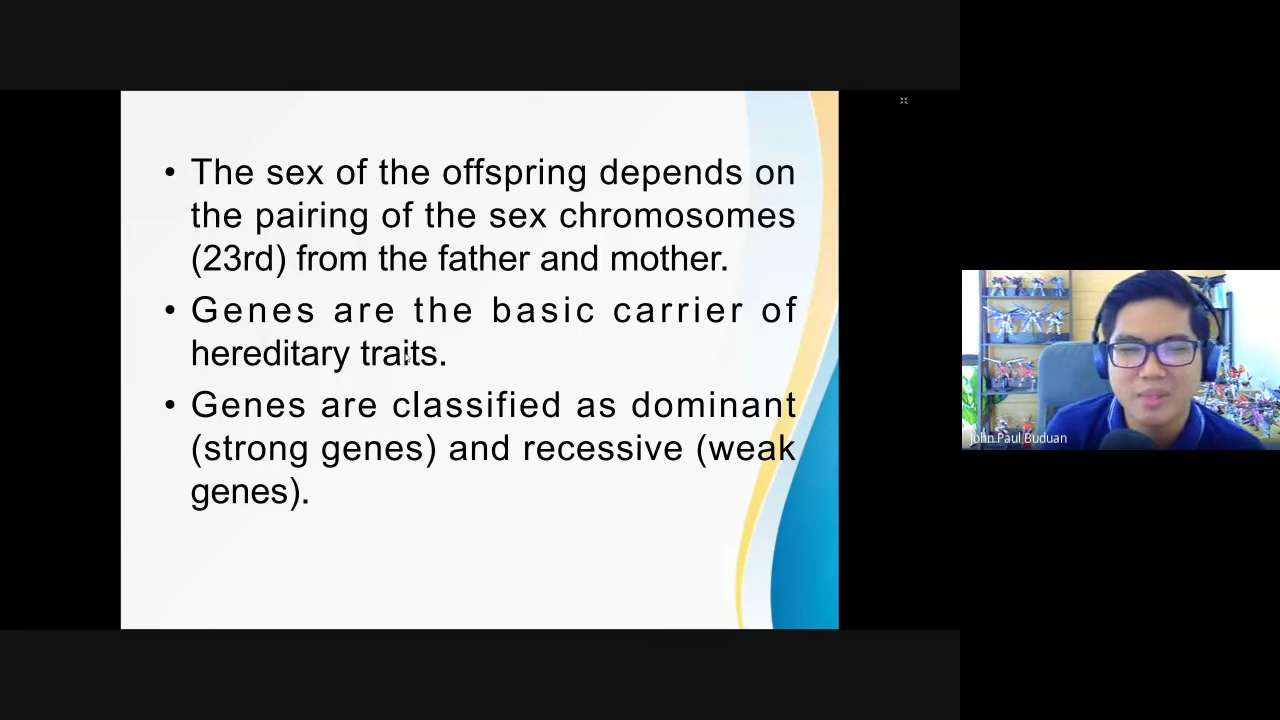 • The sex of the offspring depends on
the pairing of the sex chromosomes
(23rd) from the father and mother.
• Genes are the basic carrier of
hereditary traits.
• Genes are classified as dominant
(strong genes) and recessive (weak
genes).
John Paul Buduan